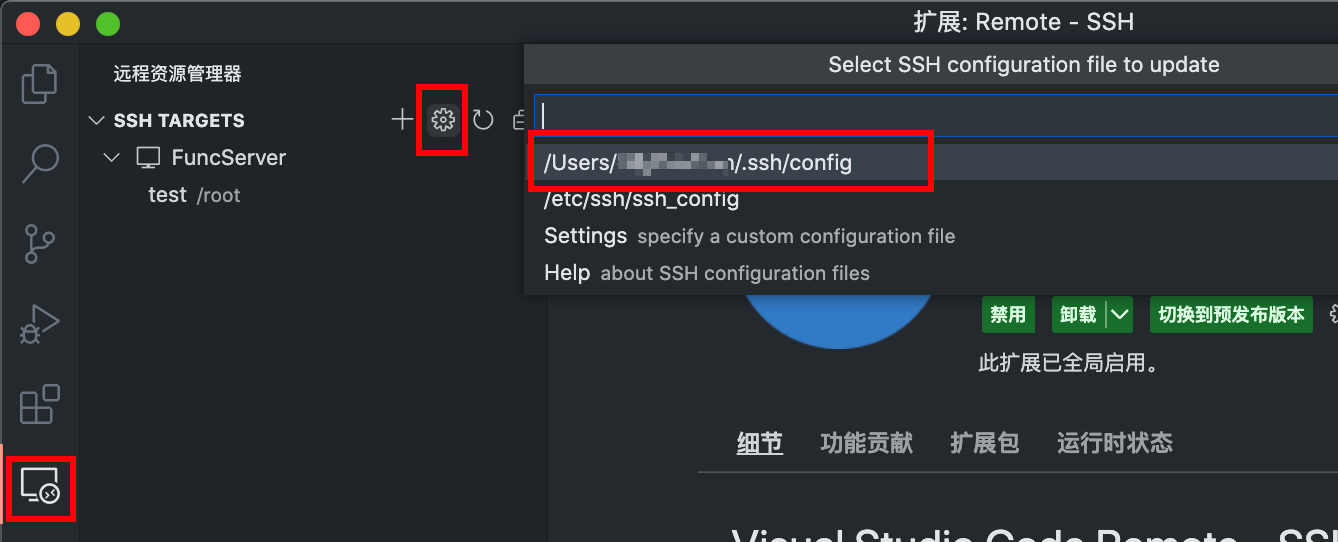 扩展: Remote - SSH
远程资源管理器
SSH TARGETS
FuncServer
test /root
Select SSH configuration file to update
/Users/ /.ssh/config
/etc/ssh/ssh_config
Settings specify a custom configuration file
Help about SSH configuration files
禁用 卸载 切换到预发布版本
此扩展已全局启用。
细节 功能贡献 扩展包 运行时状态
Visual Studio Code Remote - SSH